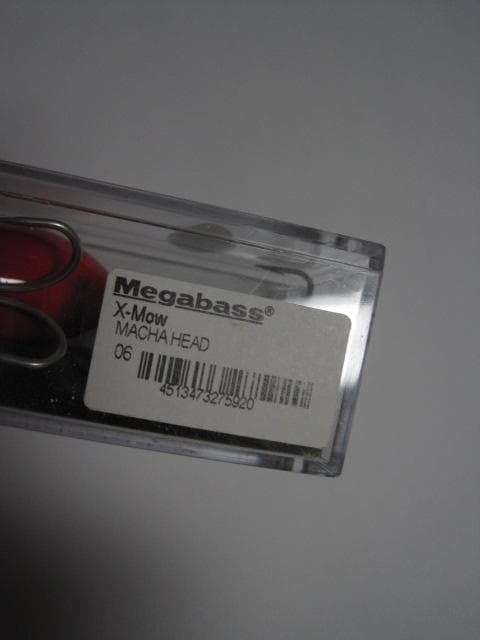 Megabass®
X-Mow
MACHA HEAD
06
4513473275920